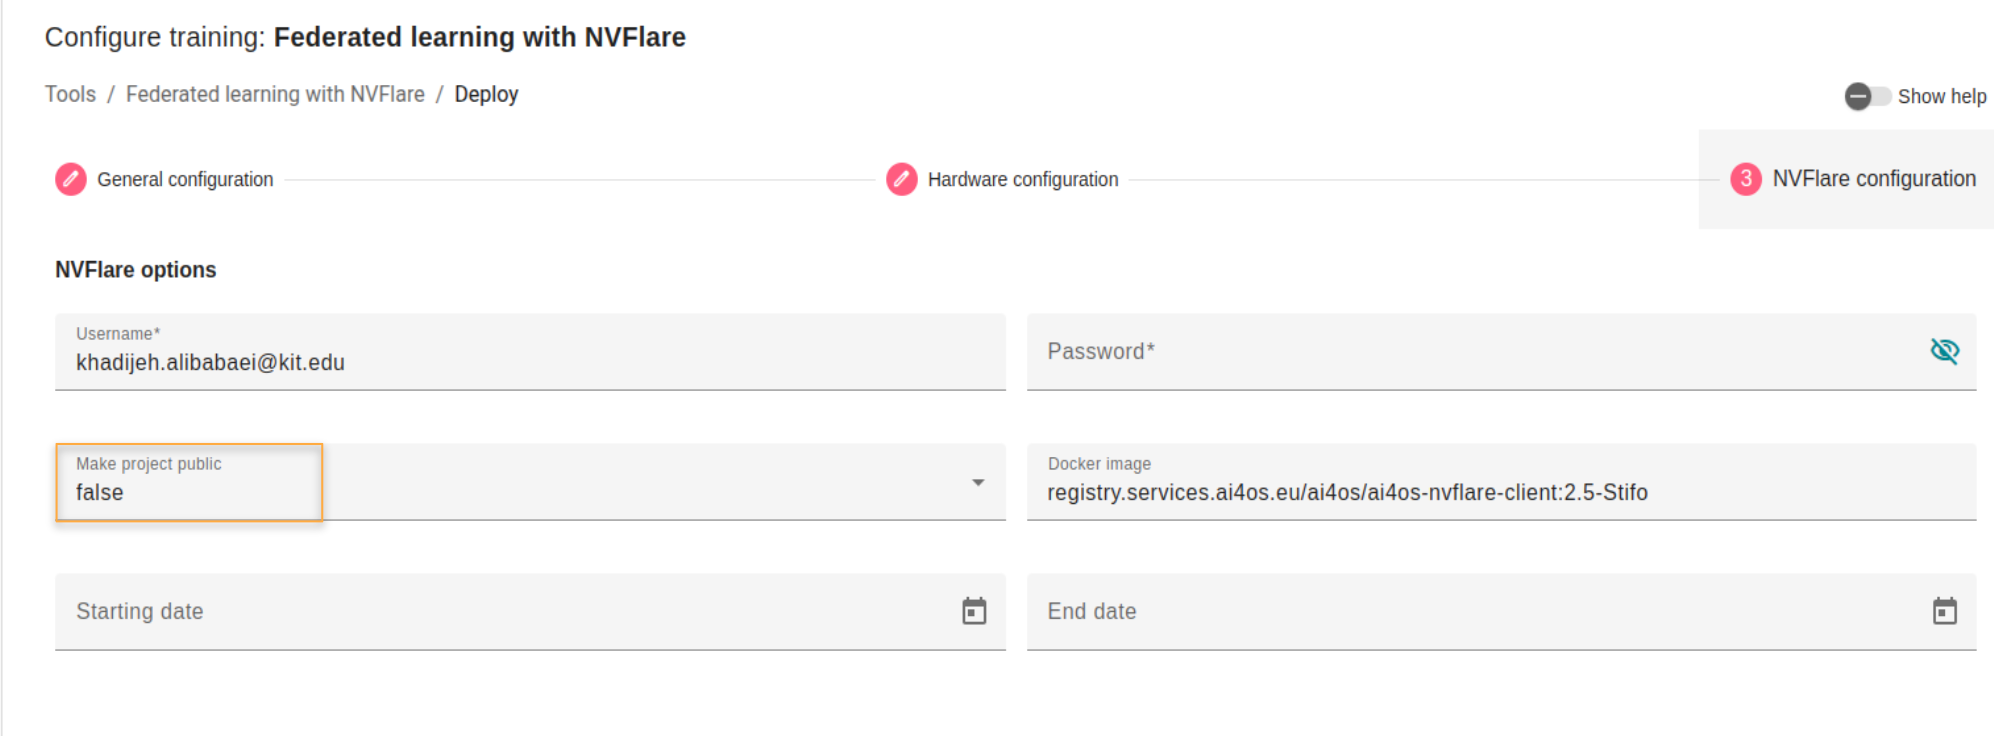 Configure training: Federated learning with NVFlare
Tools / Federated learning with NVFlare / Deploy
Show help
General configuration
Hardware configuration
3 NVFlare configuration
NVFlare options
Username*
khadijeh.alibabaei@kit.edu
Password*
Make project public
false
Docker image
registry.services.ai4os.eu/ai4os/ai4os-nvflare-client:2.5-Stifo
Starting date
End date